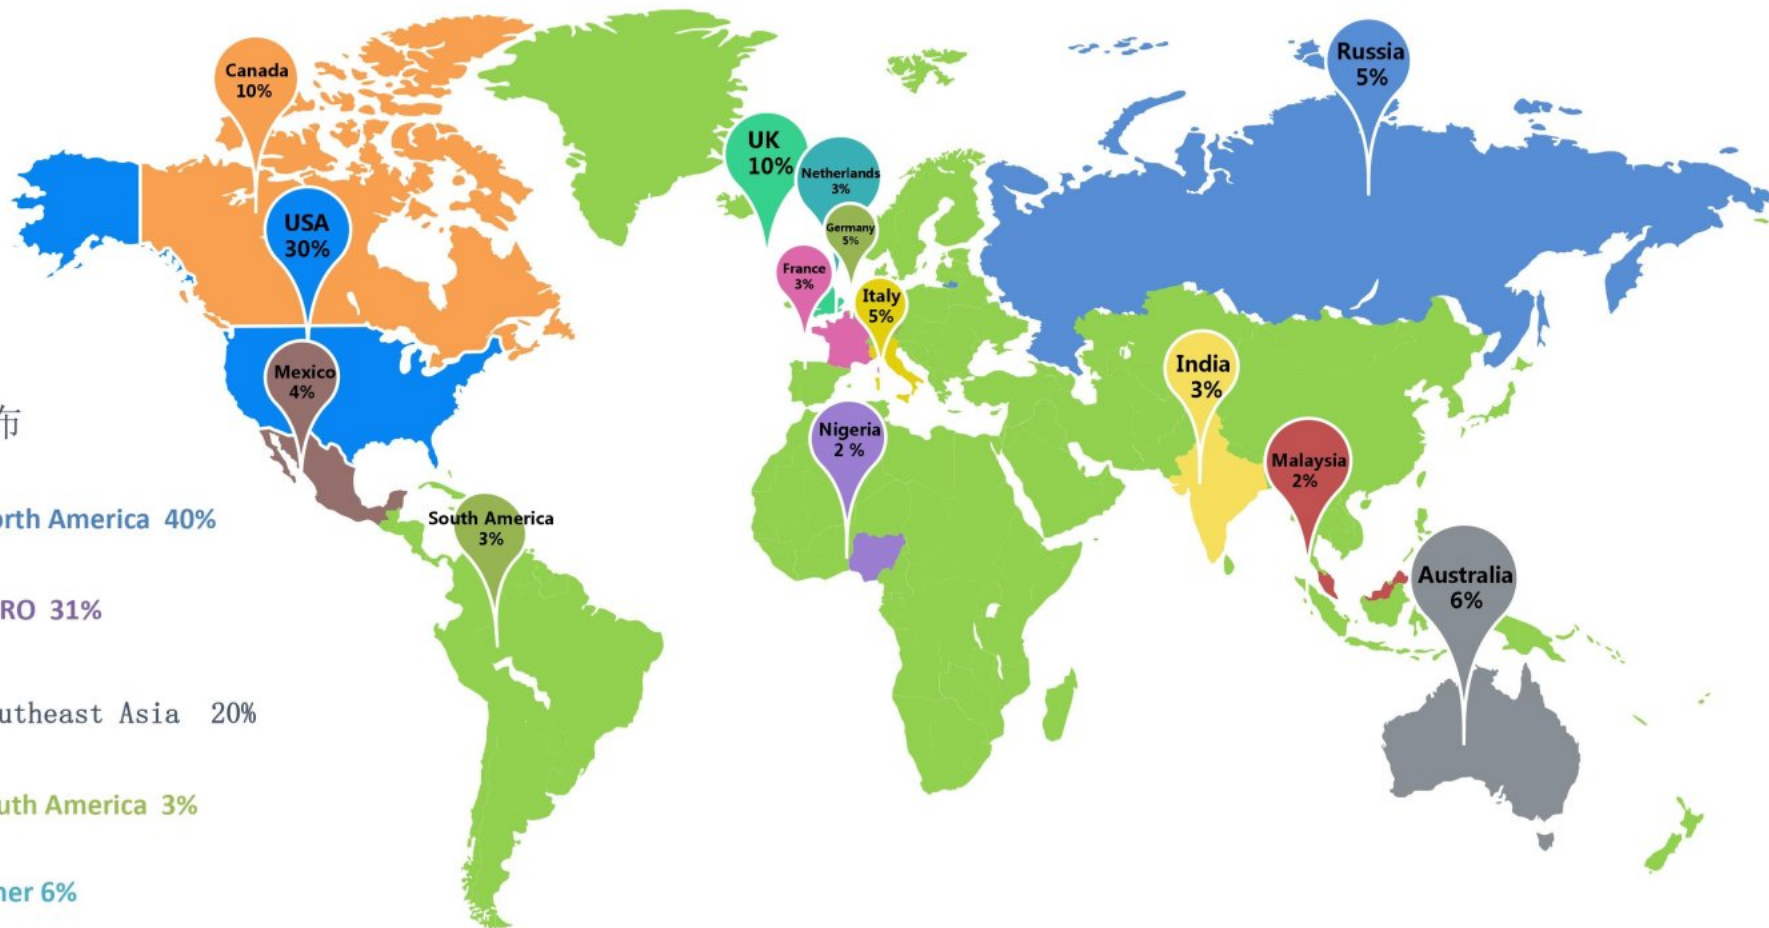 Canada
10%
USA
30%
Mexico
4%
South America
3%
UK
10%
Netherlands
3%
Germany
5%
France
3%
Italy
5%
Nigeria
2 %
Russia
5%
India
3%
Malaysia
2%
Australia
6%
布
orth America 40%
RO 31%
utheast Asia 20%
uth America 3%
her 6%